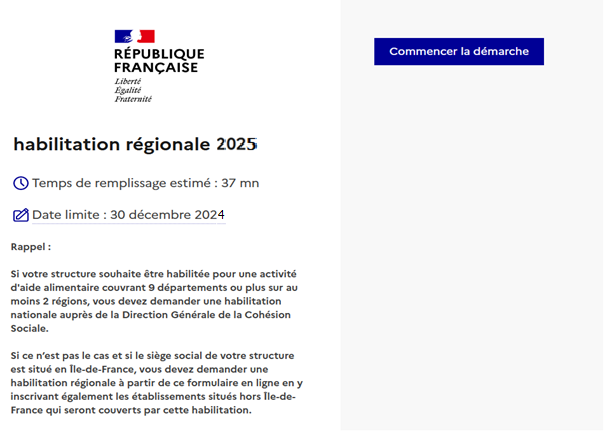 RÉPUBLIQUE
FRANÇAISE
Liberté
Égalité
Fraternité
Commencer la démarche
habilitation régionale 2025
Temps de remplissage estimé : 37 mn
Date limite : 30 décembre 2024
Rappel :
Si votre structure souhaite être habilitée pour une activité
d'aide alimentaire couvrant 9 départements ou plus sur au
moins 2 régions, vous devez demander une habilitation
nationale auprès de la Direction Générale de la Cohésion
Sociale.
Si ce n’est pas le cas et si le siège social de votre structure
est situé en Île-de-France, vous devez demander une
habilitation régionale à partir de ce formulaire en ligne en y
inscrivant également les établissements situés hors Île-de-
France qui seront couverts par cette habilitation.